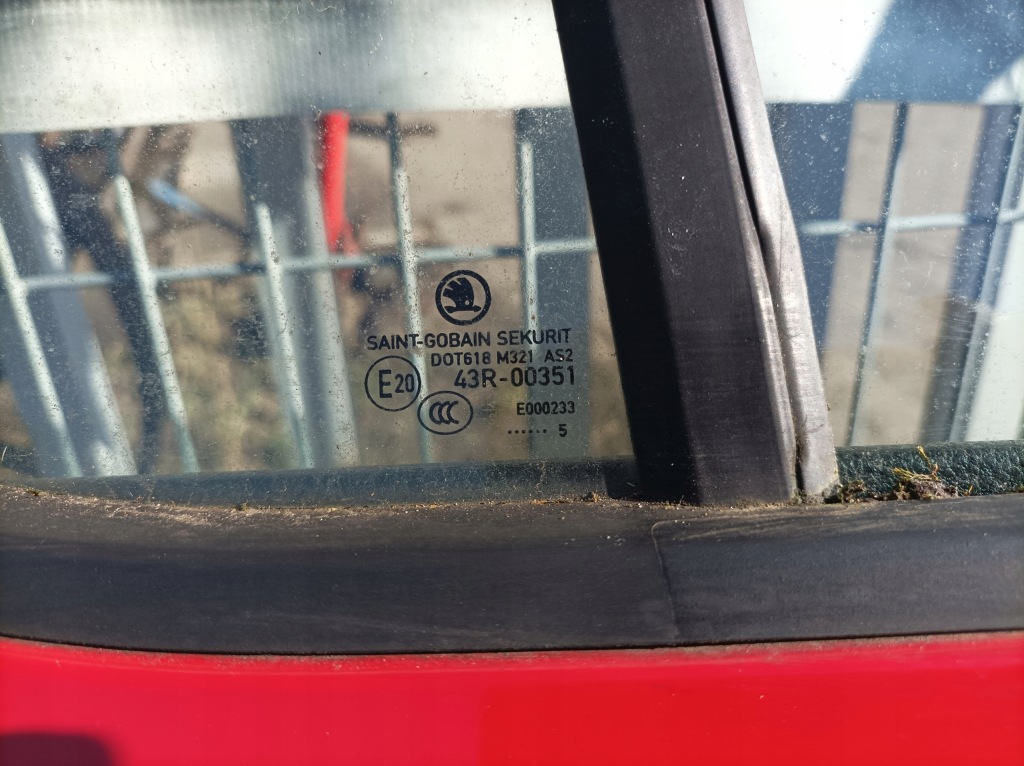 SAINT-GOBAIN SEKURIT
DOT618 M321 AS2
E20 43R-00351
CCC E000233
...... 5